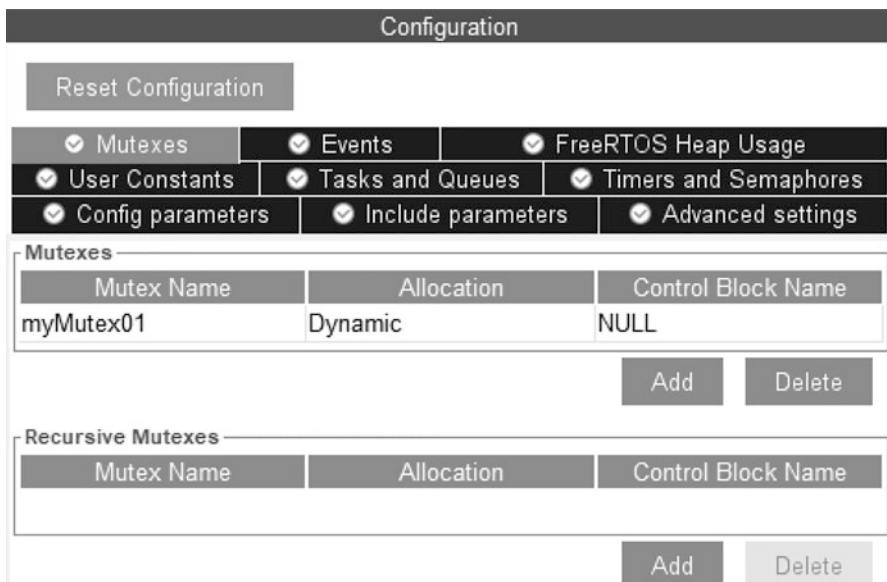 Configuration
Reset Configuration
Mutexes Events FreeRTOS Heap Usage
User Constants Tasks and Queues Timers and Semaphores
Config parameters Include parameters Advanced settings
Mutexes
Mutex Name Allocation Control Block Name
myMutex01 Dynamic NULL
Add Delete
Recursive Mutexes
Mutex Name Allocation Control Block Name
Add Delete